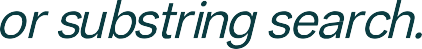 or substring search.